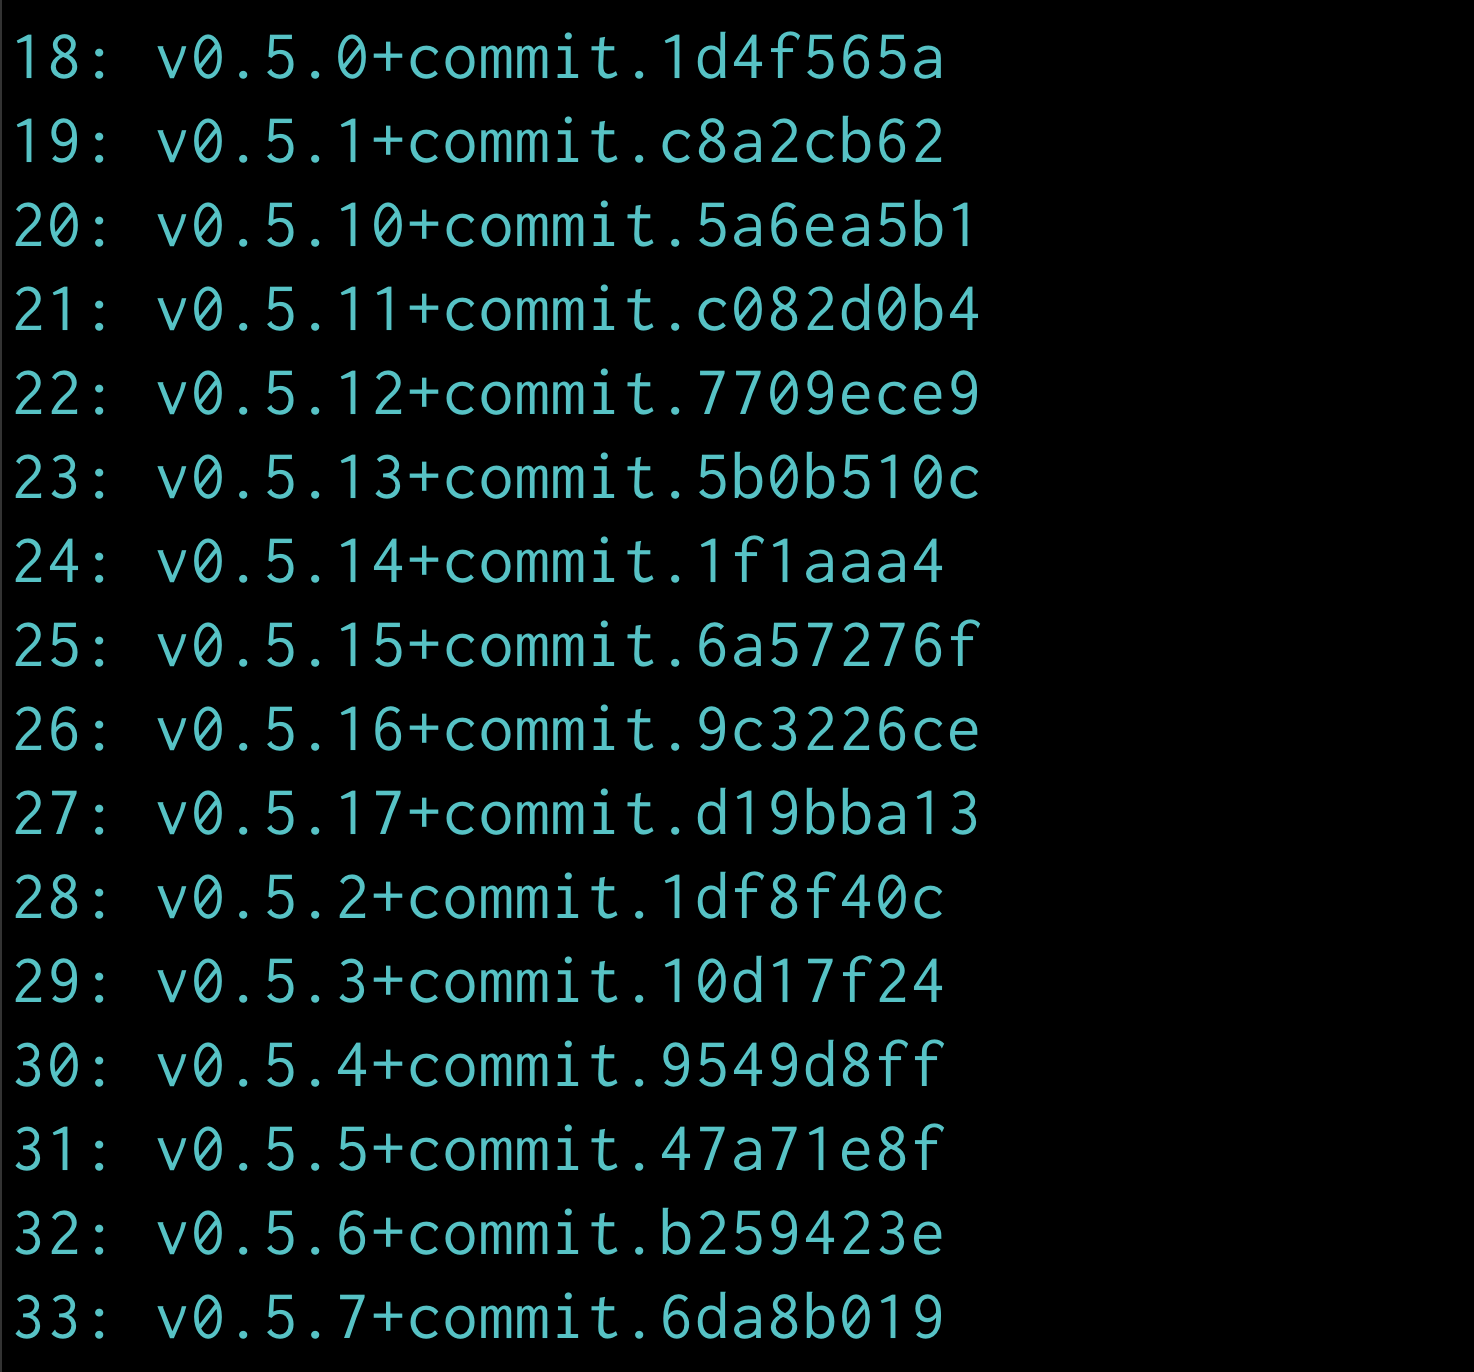 18: v0.5.0+commit.1d4f565a
19: v0.5.1+commit.c8a2cb62
20: v0.5.10+commit.5a6ea5b1
21: v0.5.11+commit.c082d0b4
22: v0.5.12+commit.7709ece9
23: v0.5.13+commit.5b0b510c
24: v0.5.14+commit.1f1aaa4
25: v0.5.15+commit.6a57276f
26: v0.5.16+commit.9c3226ce
27: v0.5.17+commit.d19bba13
28: v0.5.2+commit.1df8f40c
29: v0.5.3+commit.10d17f24
30: v0.5.4+commit.9549d8ff
31: v0.5.5+commit.47a71e8f
32: v0.5.6+commit.b259423e
33: v0.5.7+commit.6da8b019